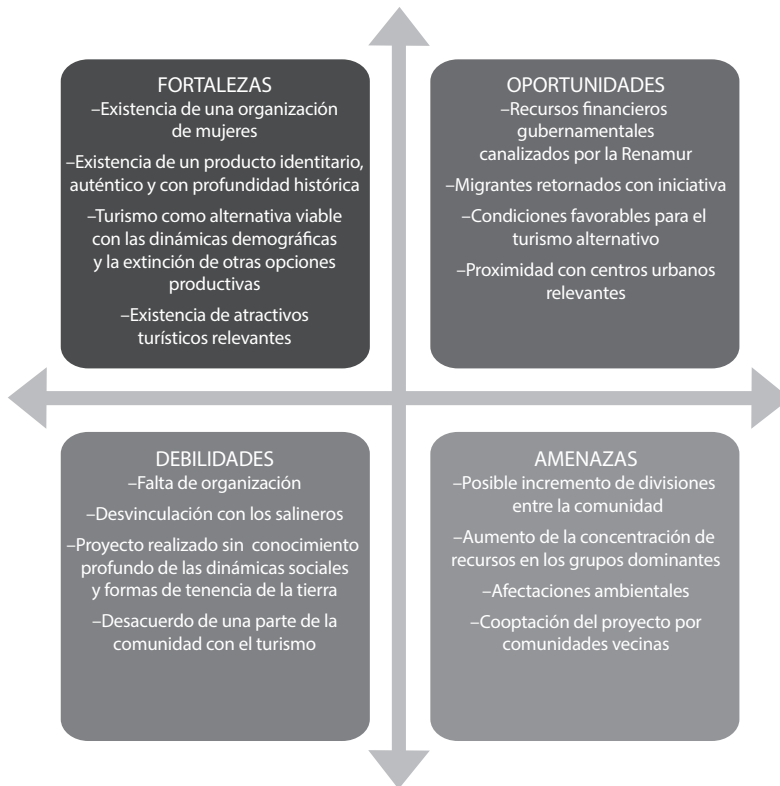 FORTALEZAS
–Existencia de una organización
de mujeres
–Existencia de un producto identitario,
auténtico y con profundidad histórica
–Turismo como alternativa viable
con las dinámicas demográficas
y la extinción de otras opciones
productivas
–Existencia de atractivos
turísticos relevantes
OPORTUNIDADES
–Recursos financieros
gubernamentales
canalizados por la Renamur
–Migrantes retornados con iniciativa
–Condiciones favorables para el
turismo alternativo
–Proximidad con centros urbanos
relevantes
DEBILIDADES
–Falta de organización
–Desvinculación con los salineros
–Proyecto realizado sin conocimiento
profundo de las dinámicas sociales
y formas de tenencia de la tierra
–Desacuerdo de una parte de la
comunidad con el turismo
AMENAZAS
–Posible incremento de divisiones
entre la comunidad
–Aumento de la concentración de
recursos en los grupos dominantes
–Afectaciones ambientales
–Cooptación del proyecto por
comunidades vecinas